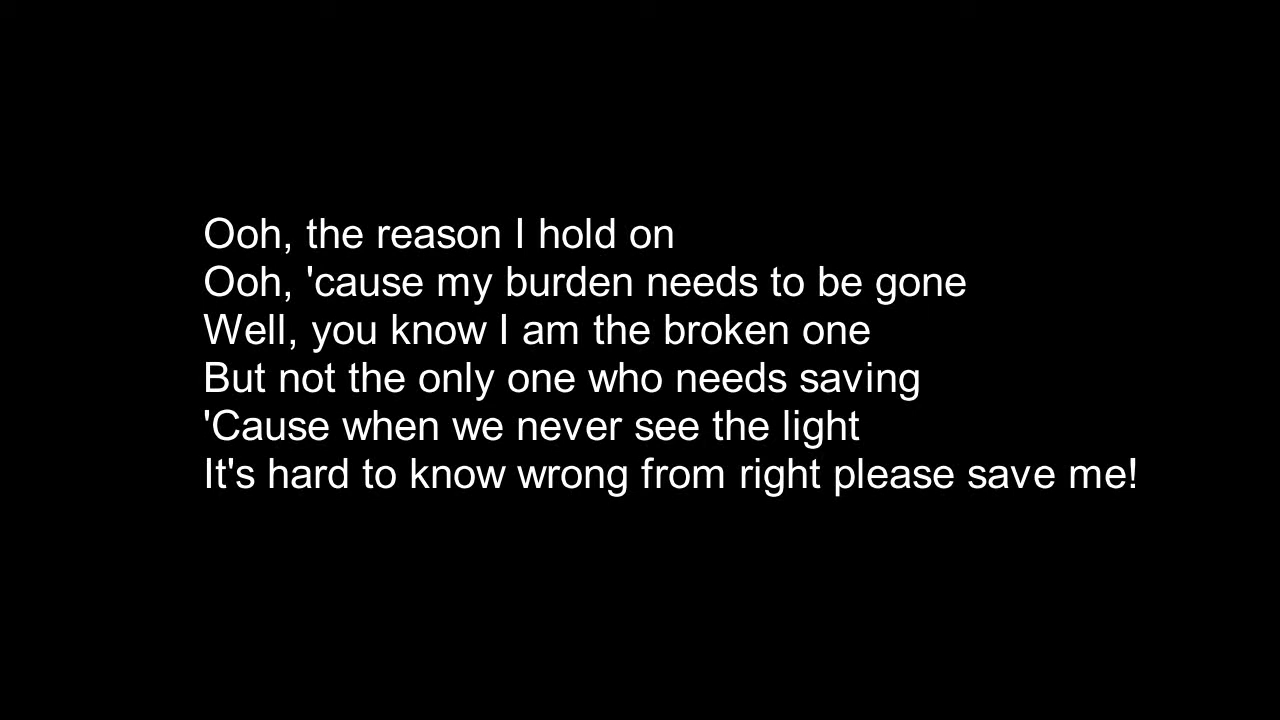 Ooh, the reason I hold on
Ooh, 'cause my burden needs to be gone
Well, you know I am the broken one
But not the only one who needs saving
'Cause when we never see the light
It's hard to know wrong from right please save me!